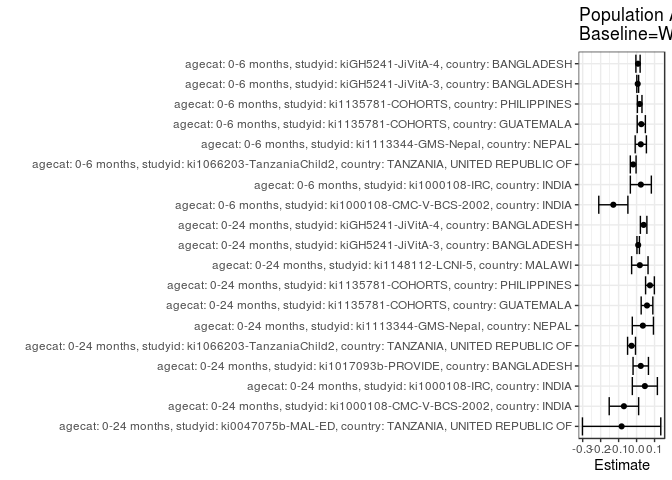 Population
Baseline=W
agecat: 0-6 months, studyid: kiGH5241-JiVitA-4, country: BANGLADESH
agecat: 0-6 months, studyid: kiGH5241-JiVitA-3, country: BANGLADESH
agecat: 0-6 months, studyid: ki1135781-COHORTS, country: PHILIPPINES
agecat: 0-6 months, studyid: ki1135781-COHORTS, country: GUATEMALA
agecat: 0-6 months, studyid: ki1113344-GMS-Nepal, country: NEPAL
agecat: 0-6 months, studyid: ki1066203-TanzaniaChild2, country: TANZANIA, UNITED REPUBLIC OF
agecat: 0-6 months, studyid: ki1000108-IRC, country: INDIA
agecat: 0-6 months, studyid: ki1000108-CMC-V-BCS-2002, country: INDIA
agecat: 0-24 months, studyid: kiGH5241-JiVitA-4, country: BANGLADESH
agecat: 0-24 months, studyid: kiGH5241-JiVitA-3, country: BANGLADESH
agecat: 0-24 months, studyid: ki1148112-LCNI-5, country: MALAWI
agecat: 0-24 months, studyid: ki1135781-COHORTS, country: PHILIPPINES
agecat: 0-24 months, studyid: ki1135781-COHORTS, country: GUATEMALA
agecat: 0-24 months, studyid: ki1113344-GMS-Nepal, country: NEPAL
agecat: 0-24 months, studyid: ki1066203-TanzaniaChild2, country: TANZANIA, UNITED REPUBLIC OF
agecat: 0-24 months, studyid: ki1017093b-PROVIDE, country: BANGLADESH
agecat: 0-24 months, studyid: ki1000108-IRC, country: INDIA
agecat: 0-24 months, studyid: ki1000108-CMC-V-BCS-2002, country: INDIA
agecat: 0-24 months, studyid: ki0047075b-MAL-ED, country: TANZANIA, UNITED REPUBLIC OF
-0.3 -0.2 -0.1 0.0 0.1
Estimate